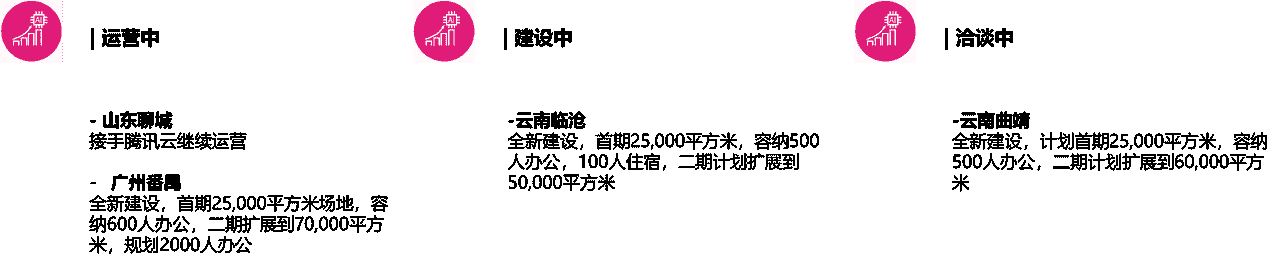 AI
| 运营中
- 山东聊城
接手腾讯云继续运营
- 广州番禺
全新建设，首期25,000平方米场地，容
纳600人办公，二期扩展到70,000平方
米，规划2000人办公
AI
| 建设中
-云南临沧
全新建设，首期25,000平方米，容纳500
人办公，100人住宿，二期计划扩展到
50,000平方米
AI
| 洽谈中
-云南曲靖
全新建设，计划首期25,000平方米，容纳
500人办公，二期计划扩展到60,000平方
米